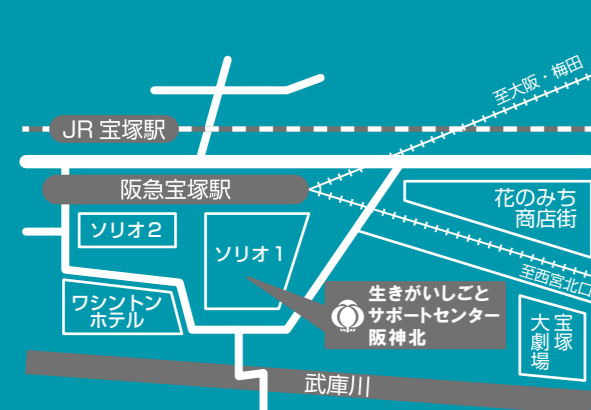 至大阪・梅田
JR 宝塚駅
阪急宝塚駅
花のみち
商店街
ソリオ2
ソリオ1
至西宮北口
ワシントン
ホテル
生きがいしごと
サポートセンター
阪神北
宝塚
大劇場
武庫川